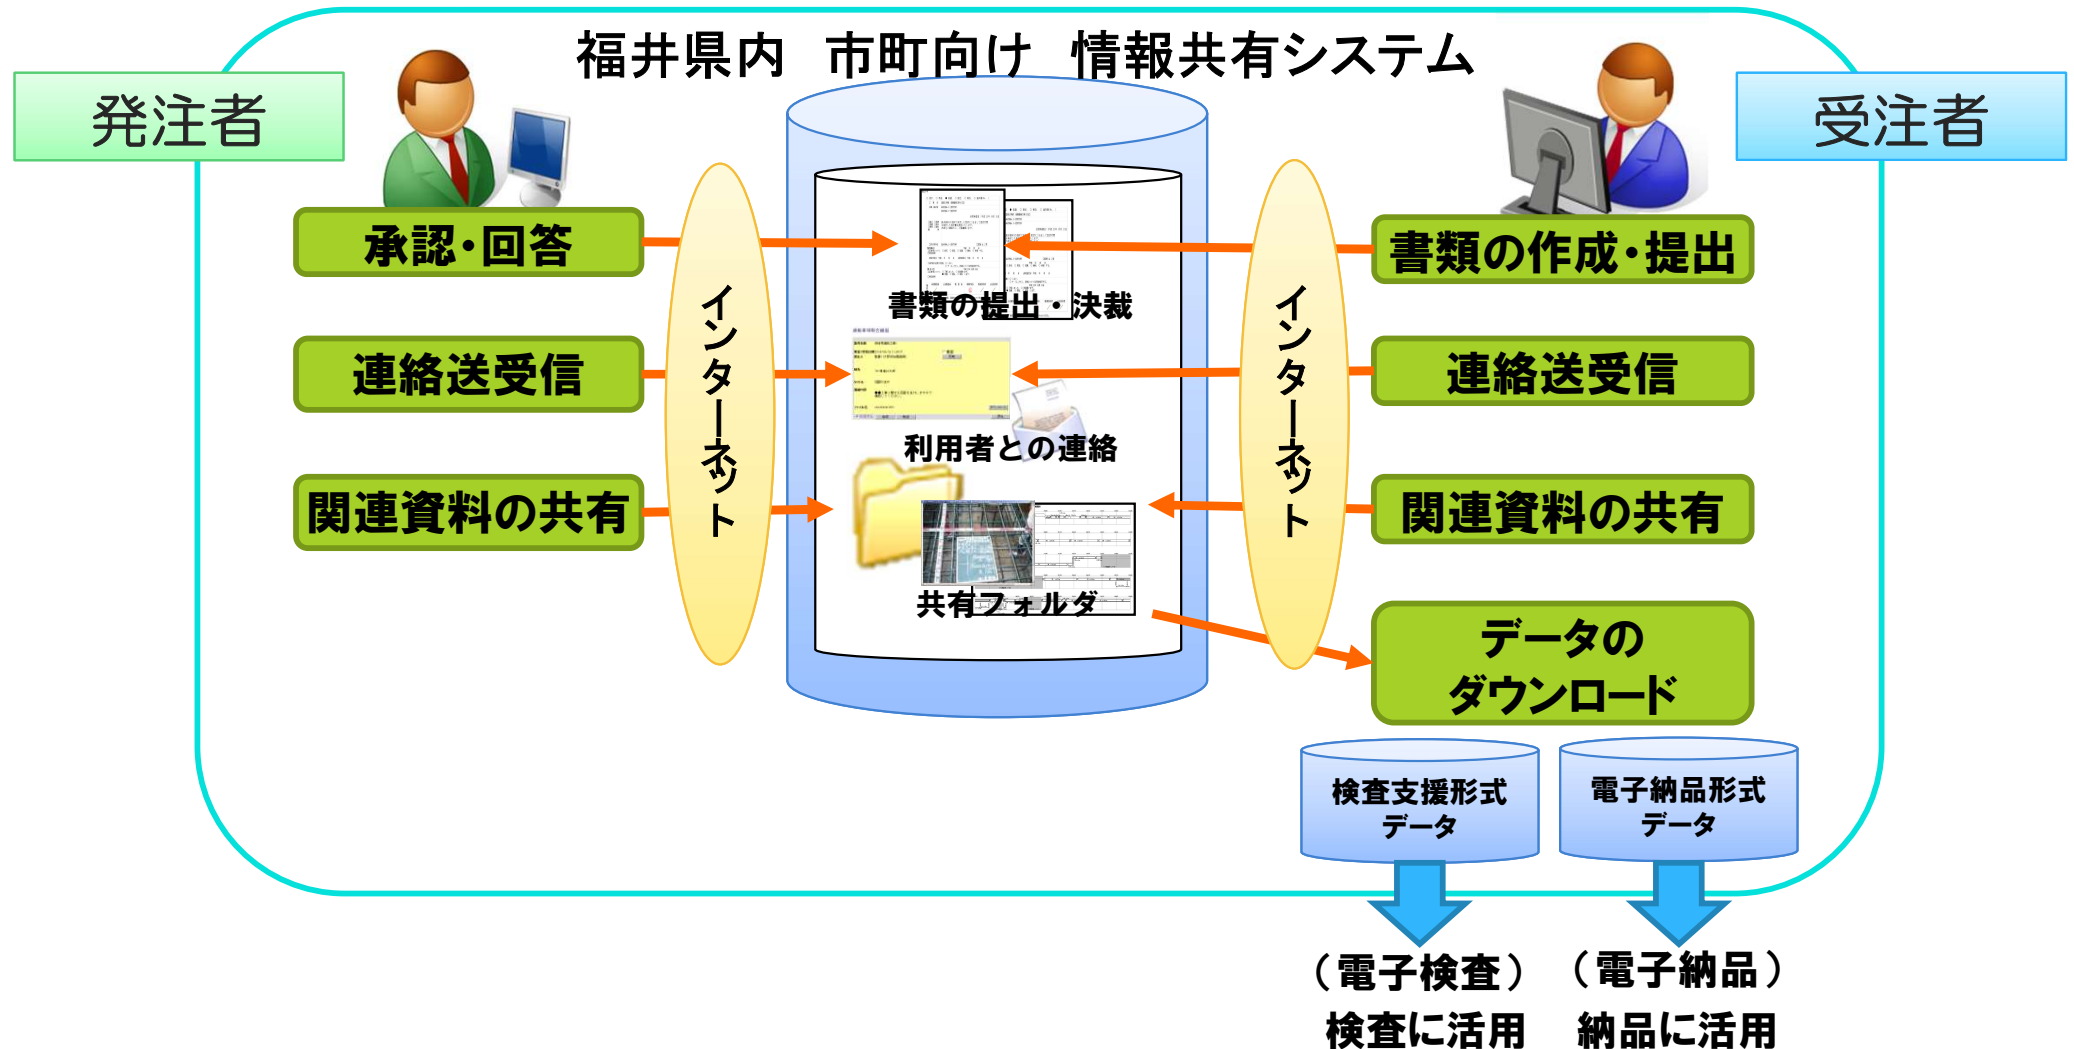 福井県内 市町向け 情報共有システム
発注者
受注者
承認・回答
連絡送受信
関連資料の共有
インターネット
書類の提出・決裁
利用者との連絡
共有フォルダ
インターネット
書類の作成・提出
連絡送受信
関連資料の共有
データの
ダウンロード
検査支援形式
データ
電子納品形式
データ
（電子検査）
検査に活用
（電子納品）
納品に活用